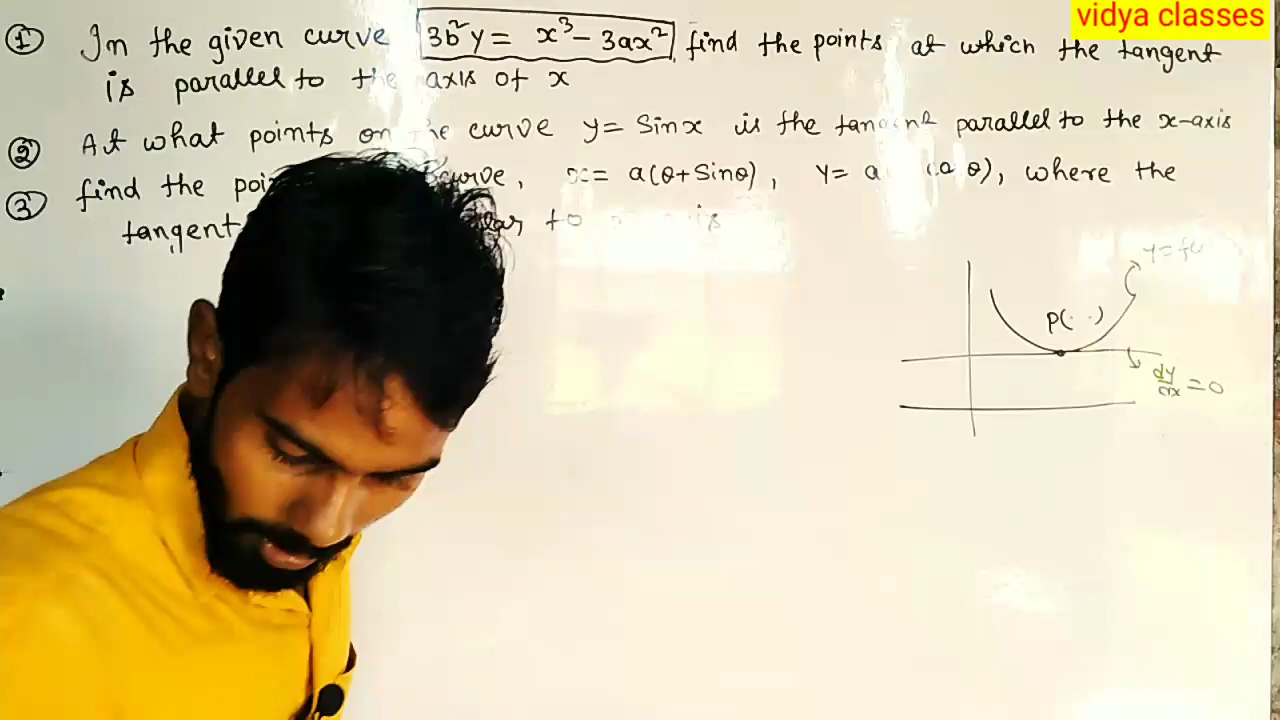 vidya classes
① In the given curve 3b²y = x³ - 3ax², find the points at which the tangent
is parallel to the axis of x
② At what points on the curve y = Sinx is the tangent parallel to the x-axis
③ find the curve, x = a(θ+Sinθ), y = a θ), where the
tangent to
P(. .)
dy/dx = 0